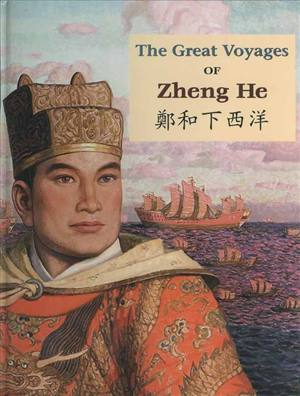 The Great Voyages
OF
Zheng He
鄭和下西洋